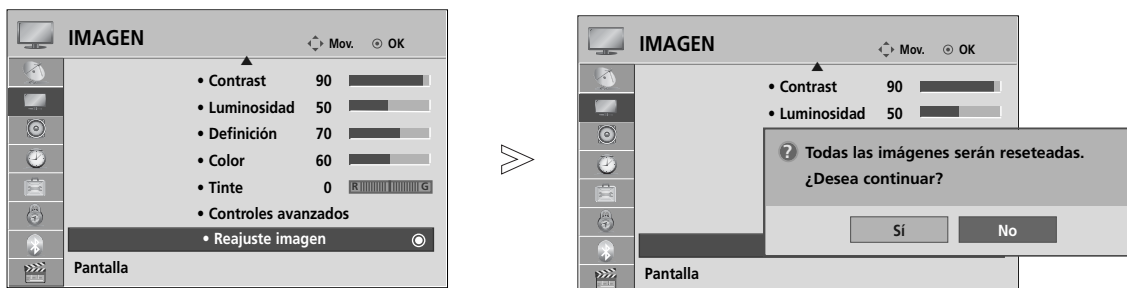 IMAGEN
Mov. OK
• Contrast 90
• Luminosidad 50
• Definición 70
• Color 60
• Tinte 0 R G
• Controles avanzados
• Reajuste imagen
Pantalla
IMAGEN
Mov. OK
• Contrast 90
• Luminosidad 50
? Todas las imágenes serán reseteadas.
¿Desea continuar?
Sí No
Pantalla